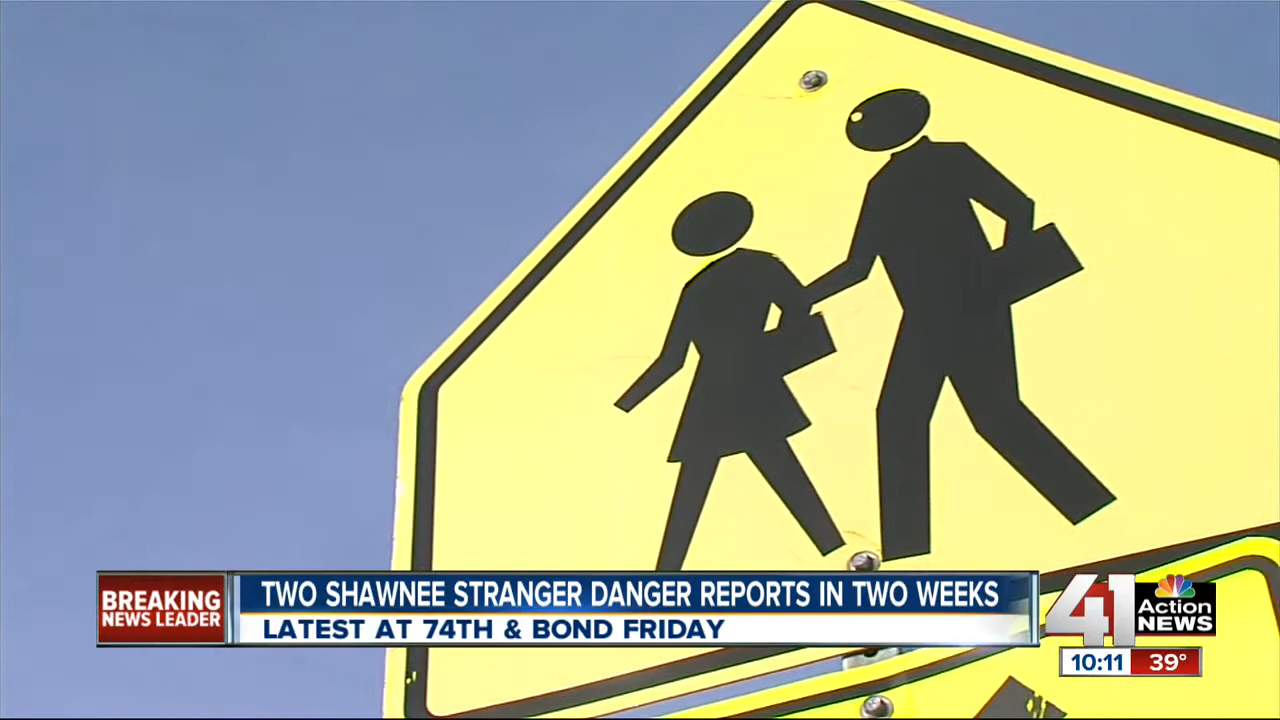 BREAKING
NEWS LEADER
TWO SHAWNEE STRANGER DANGER REPORTS IN TWO WEEKS
LATEST AT 74TH & BOND FRIDAY
41
Action
NEWS
10:11 39°